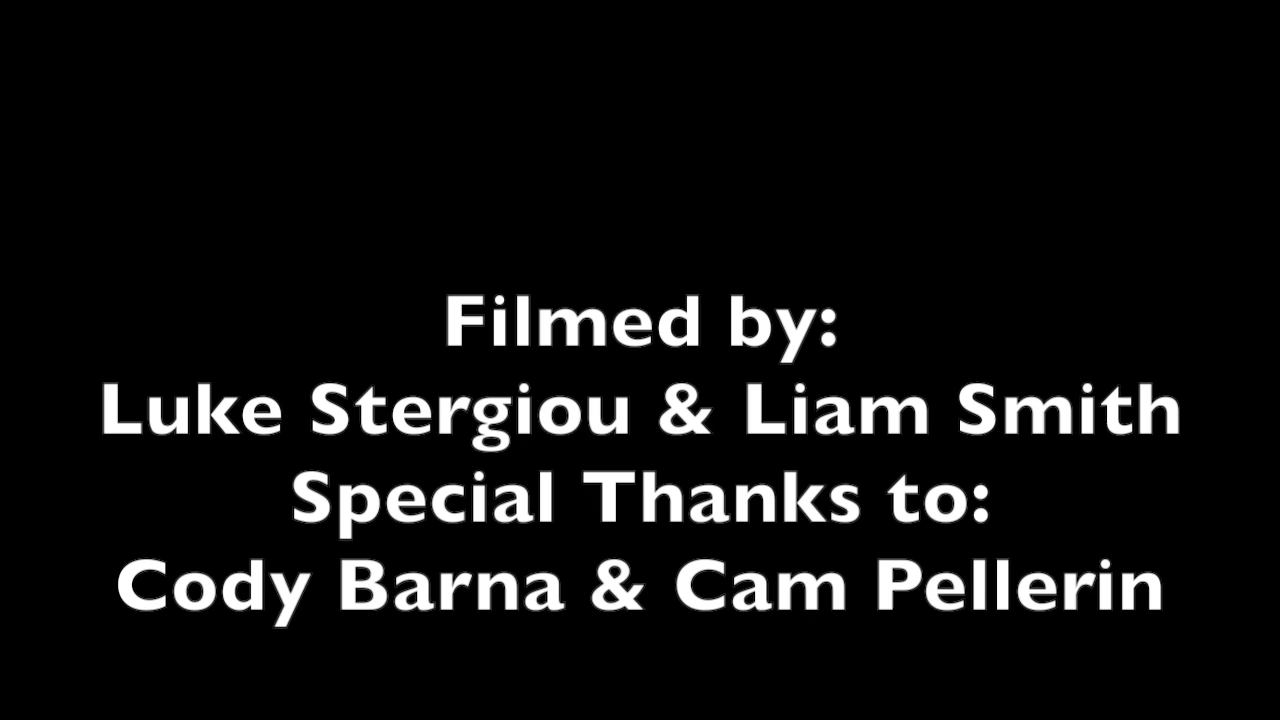 Filmed by:
Luke Stergiou & Liam Smith
Special Thanks to:
Cody Barna & Cam Pellerin